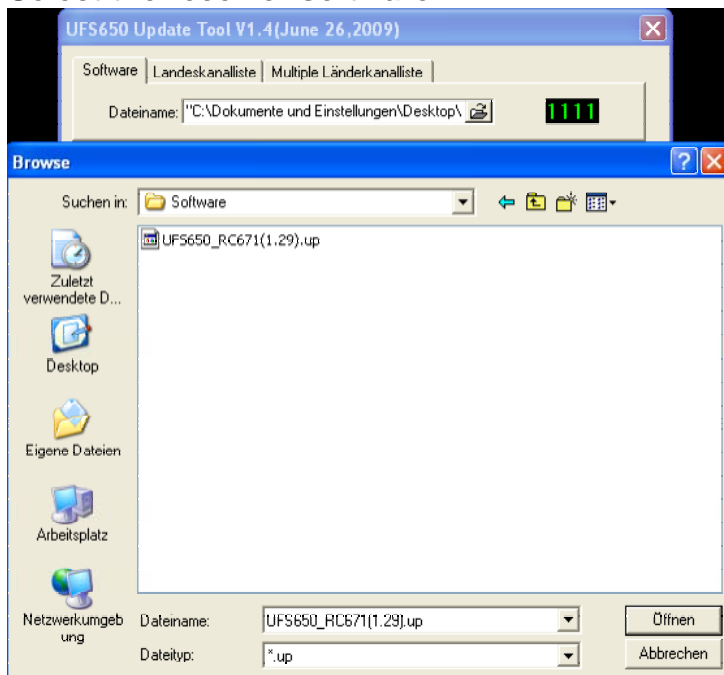 UFS650 Update Tool V1.4(June 26,2009)
Software Landeskanalliste Multiple Länderkanalliste
Dateiname: "C:\Dokumente und Einstellungen\Desktop\ 1111
Browse
Suchen in: Software
UFS650_RC671(1.29).up
Zuletzt
verwendete D...
Desktop
Eigene Dateien
Arbeitsplatz
Netzwerkumgeb
ung
Dateiname: UFS650_RC671(1.29).up Öffnen
Dateityp: *.up Abbrechen